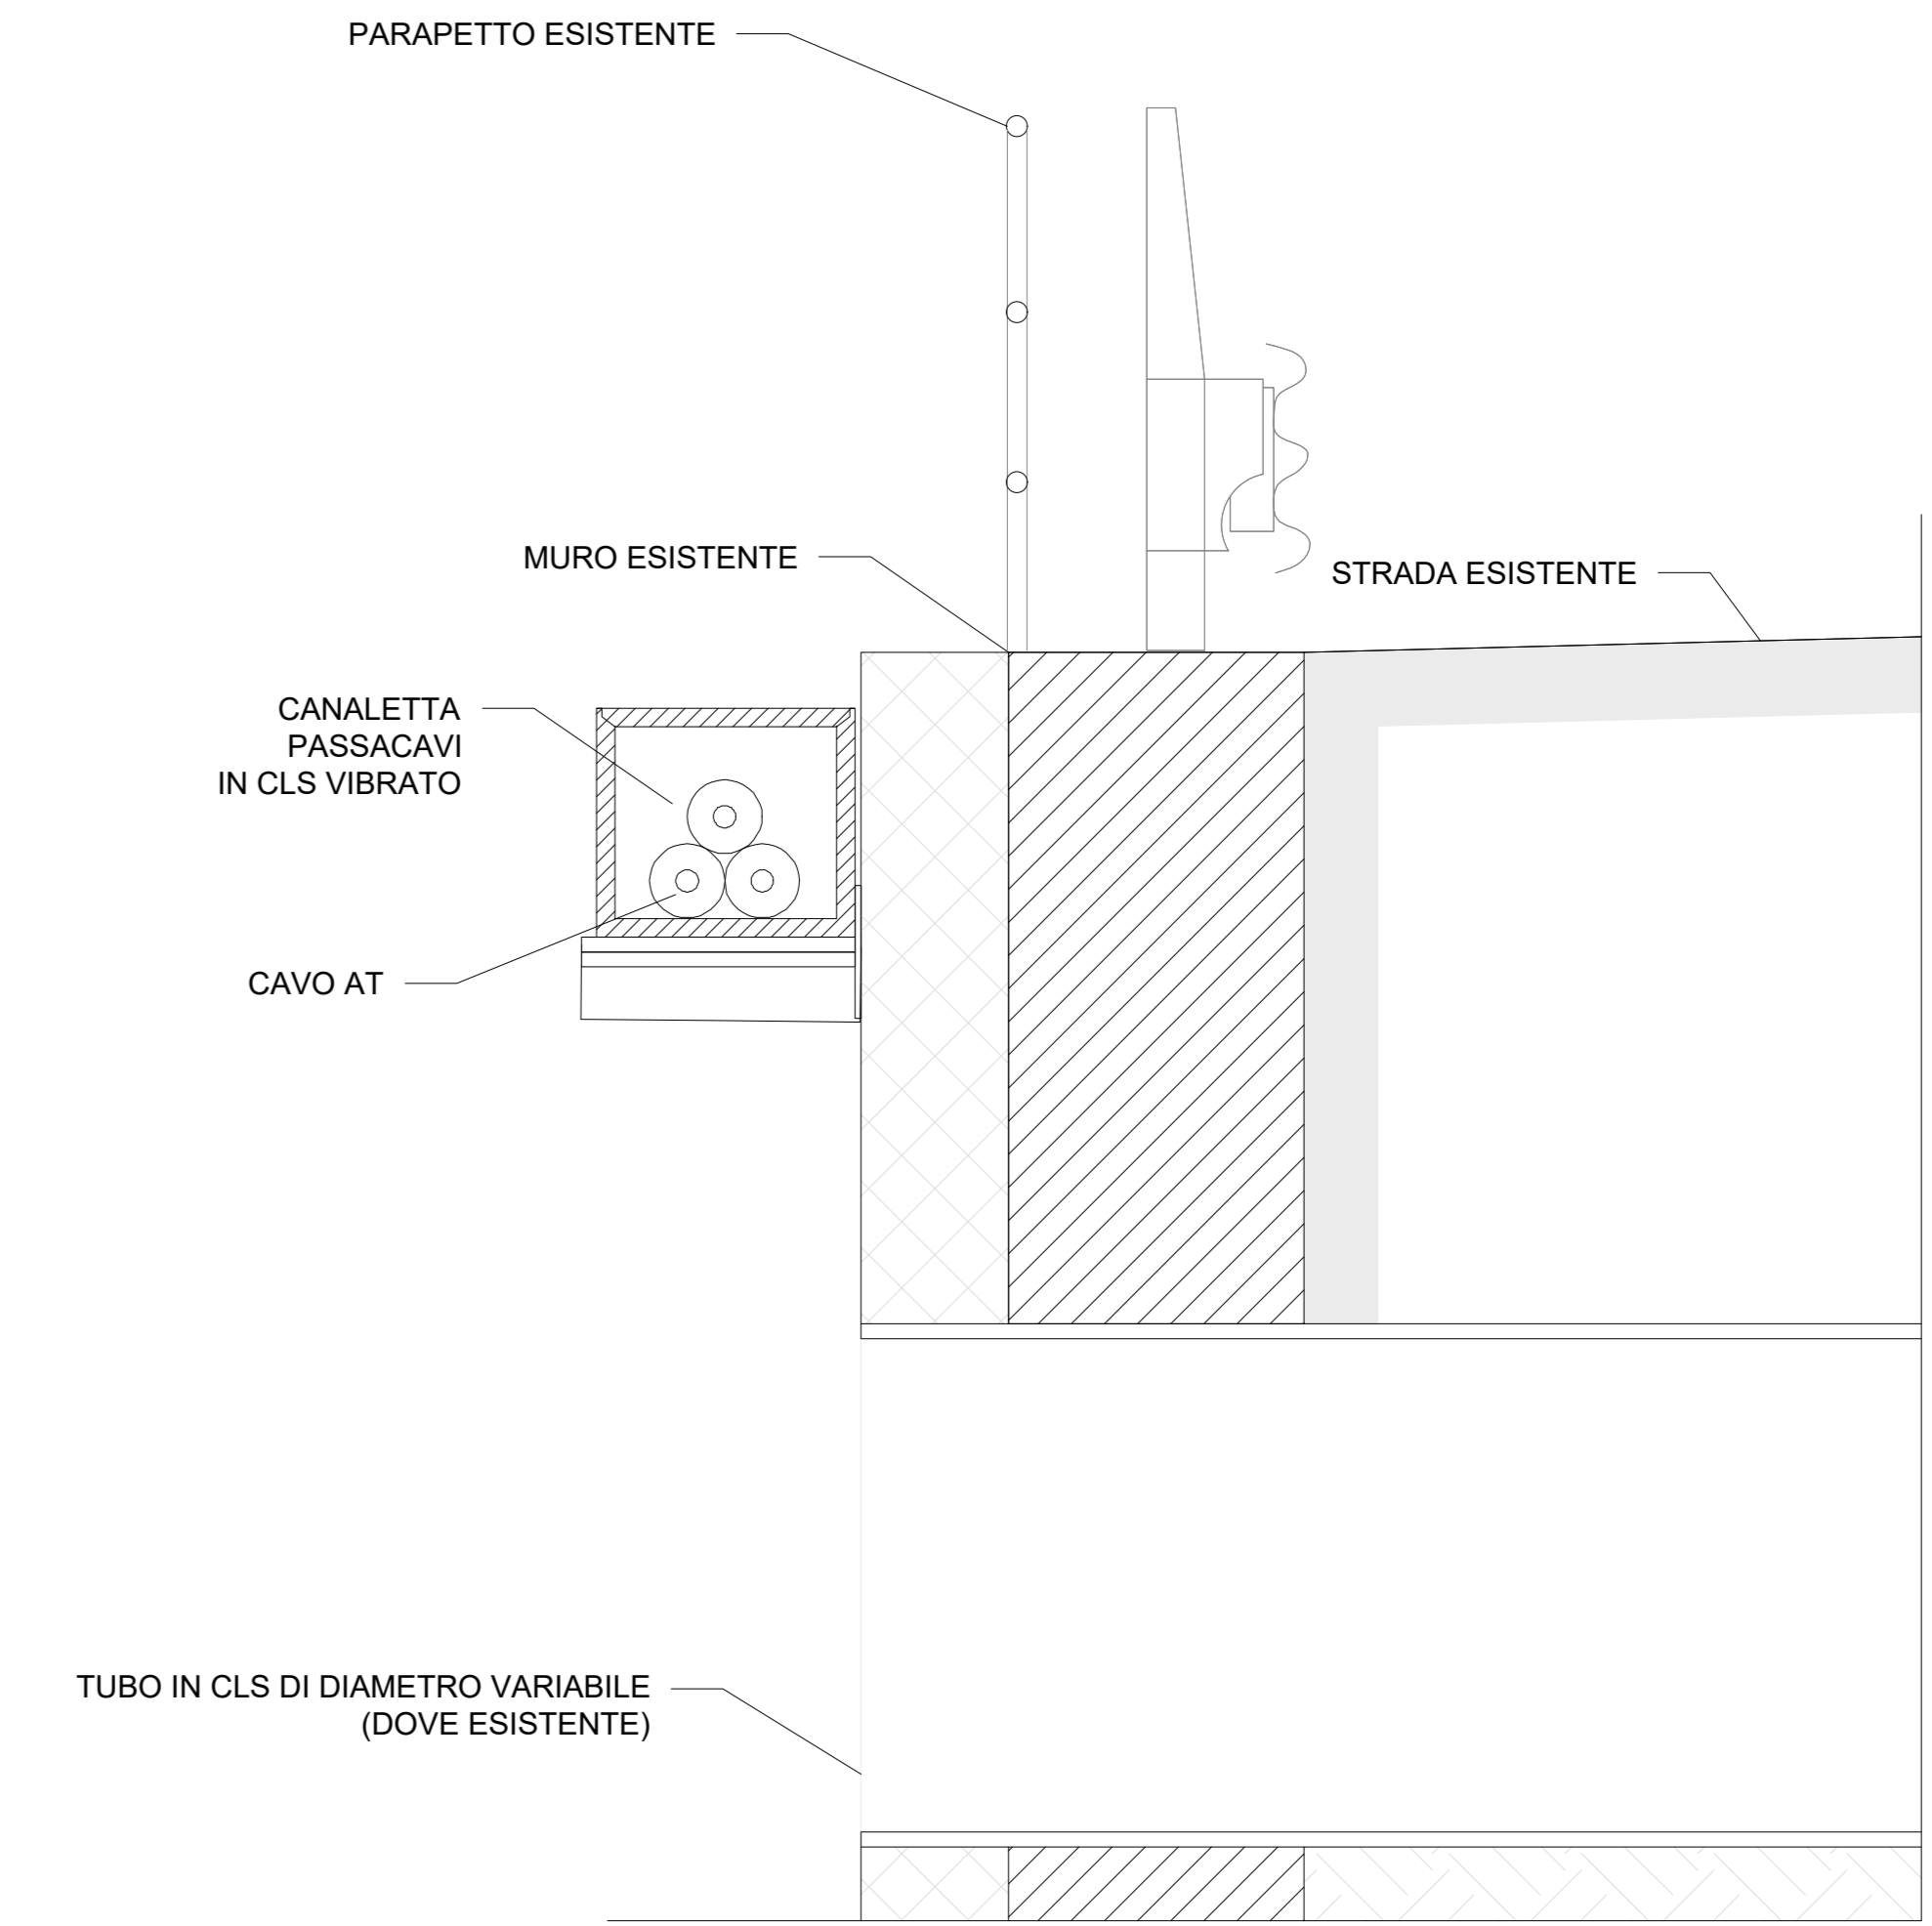 PARAPETTO ESISTENTE
MURO ESISTENTE
STRADA ESISTENTE
CANALETTA
PASSACAVI
IN CLS VIBRATO
CAVO AT
TUBO IN CLS DI DIAMETRO VARIABILE
(DOVE ESISTENTE)